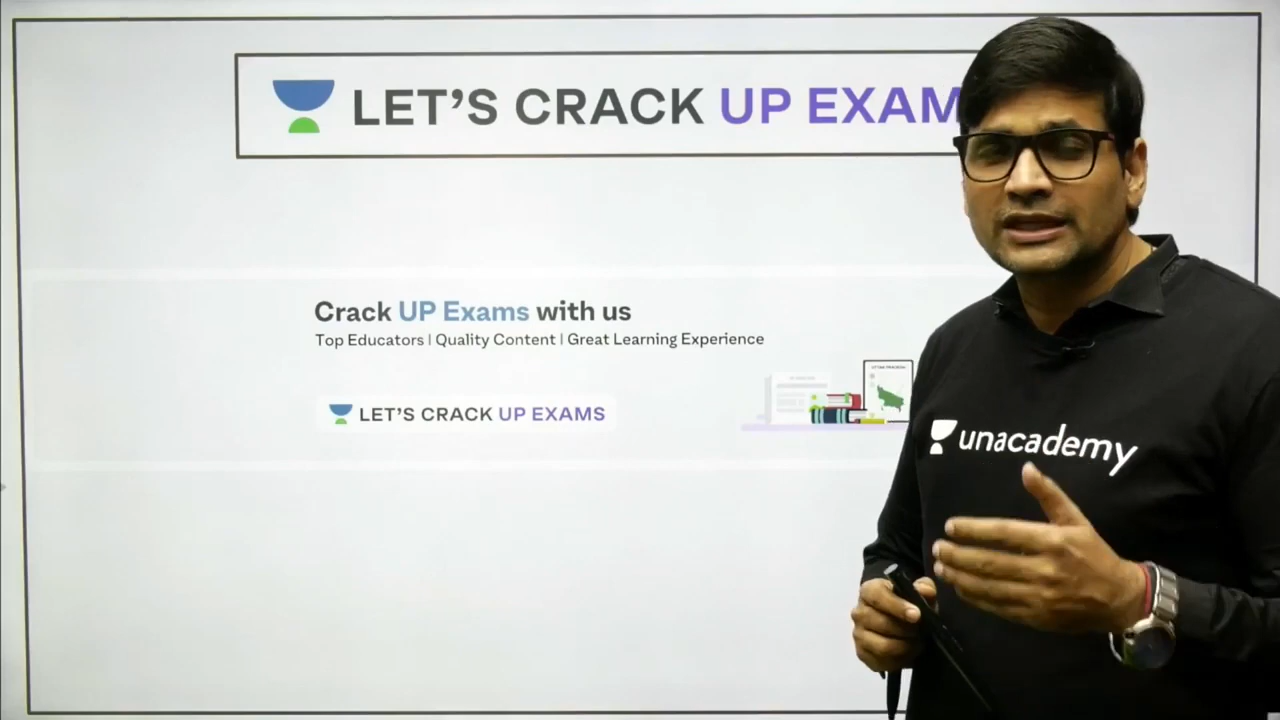 LET'S CRACK UP EXAM
Crack UP Exams with us
Top Educators | Quality Content | Great Learning Experience
LET'S CRACK UP EXAMS
unacademy